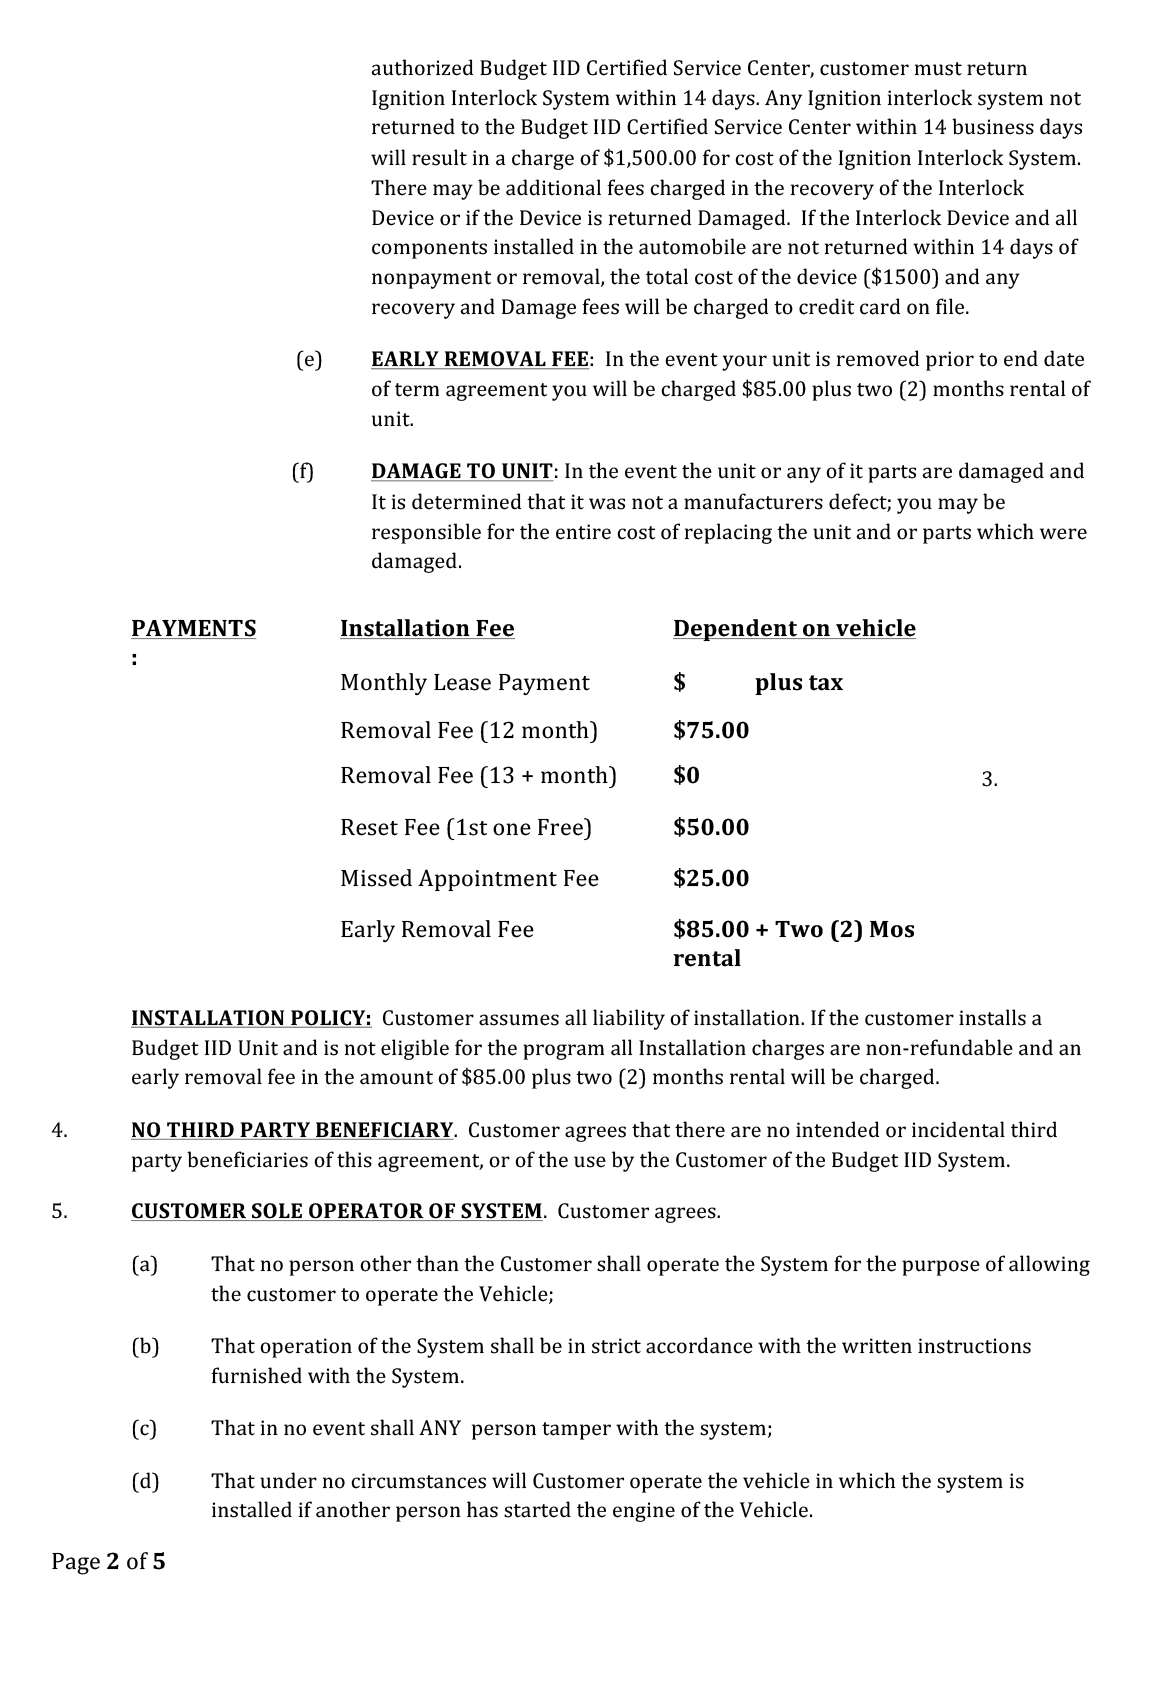 authorized Budget IID Certified Service Center, customer must return
Ignition Interlock System within 14 days. Any Ignition interlock system not
returned to the Budget IID Certified Service Center within 14 business days
will result in a charge of $1,500.00 for cost of the Ignition Interlock System.
There may be additional fees charged in the recovery of the Interlock
Device or if the Device is returned Damaged.  If the Interlock Device and all
components installed in the automobile are not returned within 14 days of
nonpayment or removal, the total cost of the device ($1500) and any
recovery and Damage fees will be charged to credit card on file.
(e) EARLY REMOVAL FEE:  In the event your unit is removed prior to end date
of term agreement you will be charged $85.00 plus two (2) months rental of
unit.
(f) DAMAGE TO UNIT: In the event the unit or any of it parts are damaged and
It is determined that it was not a manufacturers defect; you may be
responsible for the entire cost of replacing the unit and or parts which were
damaged.
PAYMENTS Installation Fee Dependent on vehicle
:
Monthly Lease Payment $ plus tax
Removal Fee (12 month) $75.00
Removal Fee (13 + month) $0 3.
Reset Fee (1st one Free) $50.00
Missed Appointment Fee $25.00
Early Removal Fee $85.00 + Two (2) Mos
rental
INSTALLATION POLICY:  Customer assumes all liability of installation. If the customer installs a
Budget IID Unit and is not eligible for the program all Installation charges are non-refundable and an
early removal fee in the amount of $85.00 plus two (2) months rental will be charged.
4. NO THIRD PARTY BENEFICIARY.  Customer agrees that there are no intended or incidental third
party beneficiaries of this agreement, or of the use by the Customer of the Budget IID System.
5. CUSTOMER SOLE OPERATOR OF SYSTEM.  Customer agrees.
(a) That no person other than the Customer shall operate the System for the purpose of allowing
the customer to operate the Vehicle;
(b) That operation of the System shall be in strict accordance with the written instructions
furnished with the System.
(c) That in no event shall ANY  person tamper with the system;
(d) That under no circumstances will Customer operate the vehicle in which the system is
installed if another person has started the engine of the Vehicle.
Page 2 of 5